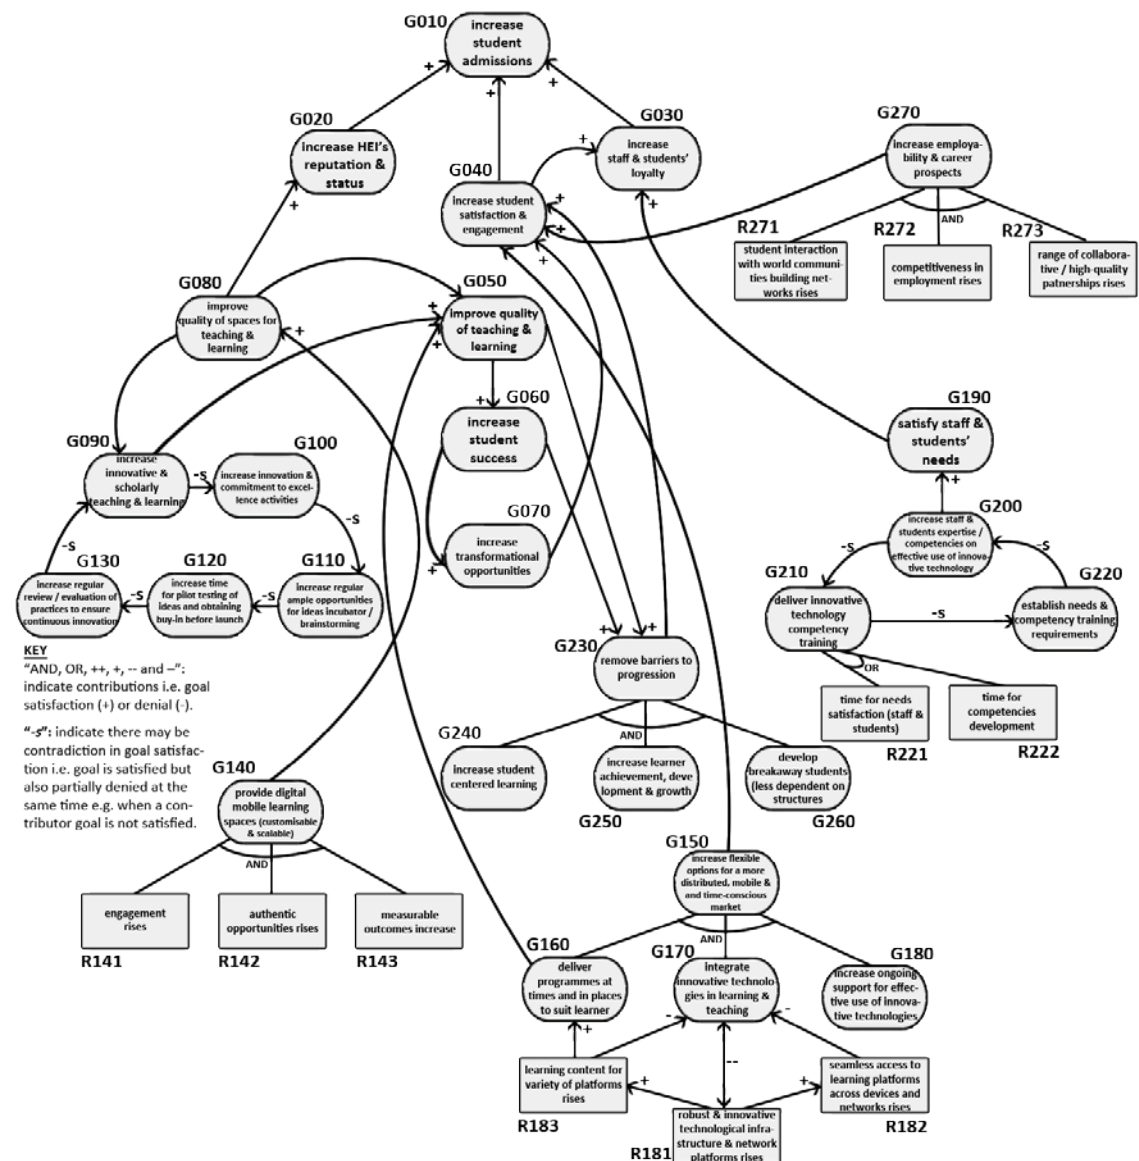 G010
increase
student
admissions
+
+
+
G020
increase HEI's
reputation &
status
+
G030
increase
staff & students'
loyalty
+
+
G270
increase employa-
bility & career
prospects
AND
R271
student interaction
with world communi-
ties building net-
works rises
R272
competitiveness in
employment rises
R273
range of collabora-
tive / high-quality
patnerships rises
G040
increase student
satisfaction &
engagement
+
+
+
G080
improve
quality of spaces for
teaching &
learning
+
G050
improve quality
of teaching &
learning
+
+
G060
increase
student
success
+
G070
increase
transformational
opportunities
+
G190
satisfy staff &
students'
needs
+
G090
increase
innovative &
scholarly
teaching & learning
-s
G100
increase innovation &
commitment to excel-
lence activities
-s
G110
increase regular
ample opportunities
for ideas incubator /
brainstorming
-s
G120
increase time
for pilot testing of
ideas and obtaining
buy-in before launch
-s
G130
increase regular
review / evaluation of
practices to ensure
continuous innovation
-s
G200
increase staff &
students expertise /
competencies on
effective use of innova-
tive technology
-s
-s
G210
deliver innovative
technology
competency
training
-s
G220
establish needs &
competency training
requirements
OR
time for needs
satisfaction (staff &
students)
R221
time for
competencies
development
R222
KEY
"AND, OR, ++, +, -- and –":
indicate contributions i.e. goal
satisfaction (+) or denial (-).
"-s": indicate there may be
contradiction in goal satisfac-
tion i.e. goal is satisfied but
also partially denied at the
same time e.g. when a con-
tributor goal is not satisfied.
+
+
G230
remove barriers to
progression
AND
G240
increase student
centered learning
increase learner
achievement, deve
lopment & growth
G250
develop
breakaway students
(less dependent on
structures
G260
G140
provide digital
mobile learning
spaces (customisable
& scalable)
AND
engagement
rises
R141
authentic
opportunities rises
R142
measurable
outcomes increase
R143
G150
increase flexible
options for a more
distributed, mobile &
and time-conscious
market
AND
G160
deliver
programmes at
times and in places
to suit learner
G170
integrate
innovative technolo-
gies in learning &
teaching
G180
increase ongoing
support for effec-
tive use of innova-
tive technologies
+
--
--
-
learning content for
variety of platforms
rises
R183
+
+
seamless access to
learning platforms
across devices and
networks rises
R182
robust & innovative
technological infra-
structure & network
platforms rises
R181